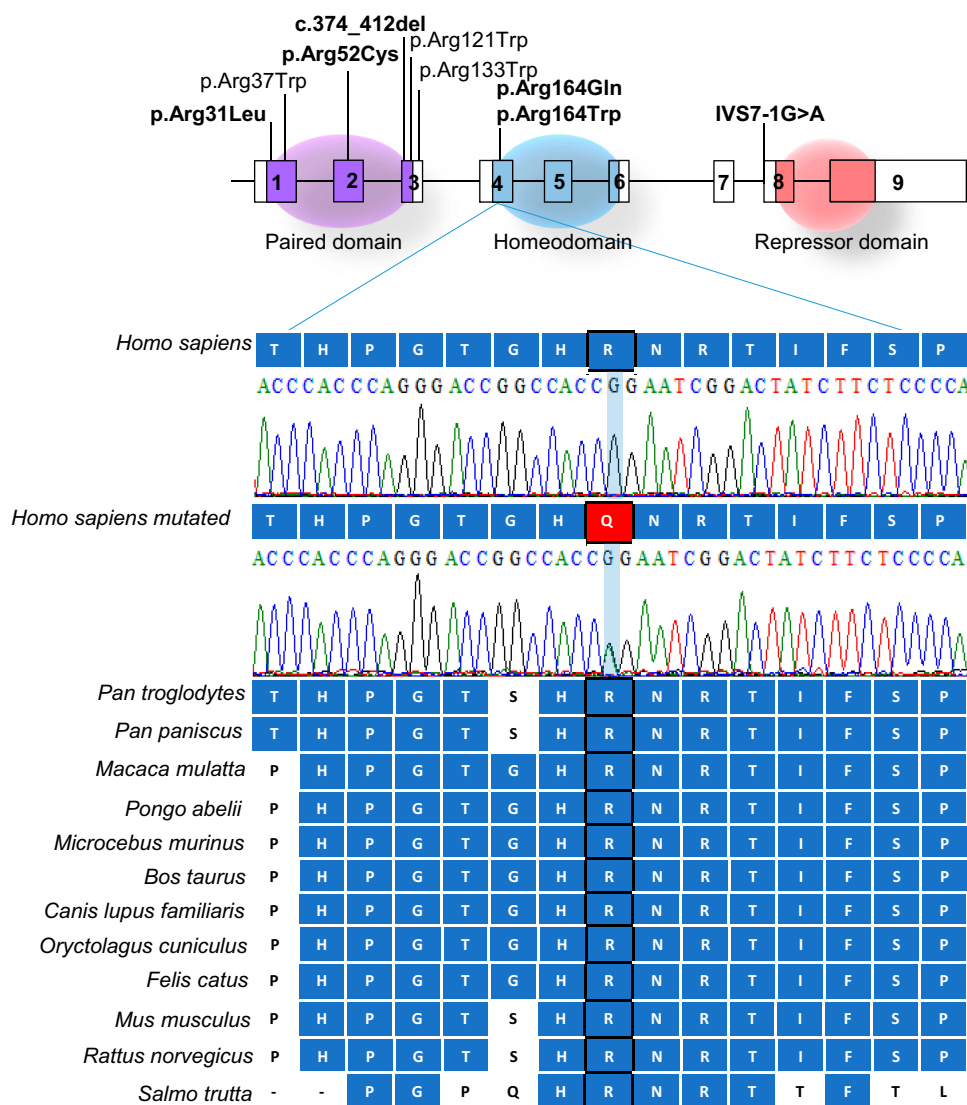 c.374_412del
p.Arg52Cys
p.Arg121Trp
p.Arg37Trp
p.Arg133Trp
p.Arg31Leu
p.Arg164Gln
p.Arg164Trp
IVS7-1G>A
1 2 3 4 5 6 7 8 9
Paired domain Homeodomain Repressor domain
Homo sapiens T H P G T G H R N R T I F S P
ACCCACCCAGGGACCGGCCACCGGAATCGGACTATCTTCTCCCCA
Homo sapiens mutated T H P G T G H Q N R T I F S P
ACCCACCCAGGGACCGGCCACCGGAATCGGACTATCTTCTCCCCA
Pan troglodytes T H P G T S H R N R T I F S P
Pan paniscus T H P G T S H R N R T I F S P
Macaca mulatta P H P G T G H R N R T I F S P
Pongo abelii P H P G T G H R N R T I F S P
Microcebus murinus P H P G T G H R N R T I F S P
Bos taurus P H P G T G H R N R T I F S P
Canis lupus familiaris P H P G T G H R N R T I F S P
Oryctolagus cuniculus P H P G T G H R N R T I F S P
Felis catus P H P G T G H R N R T I F S P
Mus musculus P H P G T S H R N R T I F S P
Rattus norvegicus P H P G T S H R N R T I F S P
Salmo trutta - - P G P Q H R N R T T F T L